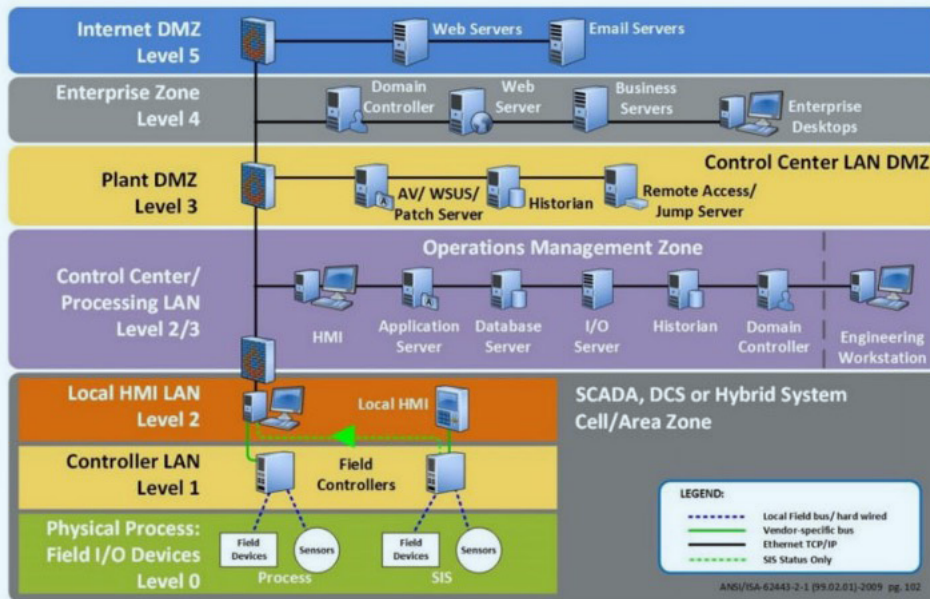 Internet DMZ
Level 5
Web Servers
Email Servers
Enterprise Zone
Level 4
Domain
Controller
Web
Server
Business
Servers
Enterprise
Desktops
Control Center LAN DMZ
Plant DMZ
Level 3
AV/ WSUS/
Patch Server
Historian
Remote Access/
Jump Server
Operations Management Zone
Control Center/
Processing LAN
Level 2/3
HMI
Application
Server
Database
Server
I/O
Server
Historian
Domain
Controller
Engineering
Workstation
Local HMI LAN
Level 2
Local HMI
SCADA, DCS or Hybrid System
Cell/Area Zone
Controller LAN
Level 1
Field
Controllers
Physical Process:
Field I/O Devices
Level 0
Field
Devices
Sensors
Process
Field
Devices
Sensors
SIS
LEGEND:
Local Field bus/ hard wired
Vendor-specific bus
Ethernet TCP/IP
SIS Status Only
ANSI/ISA-62443-2-1 (99.02.01)-2009 pg. 102